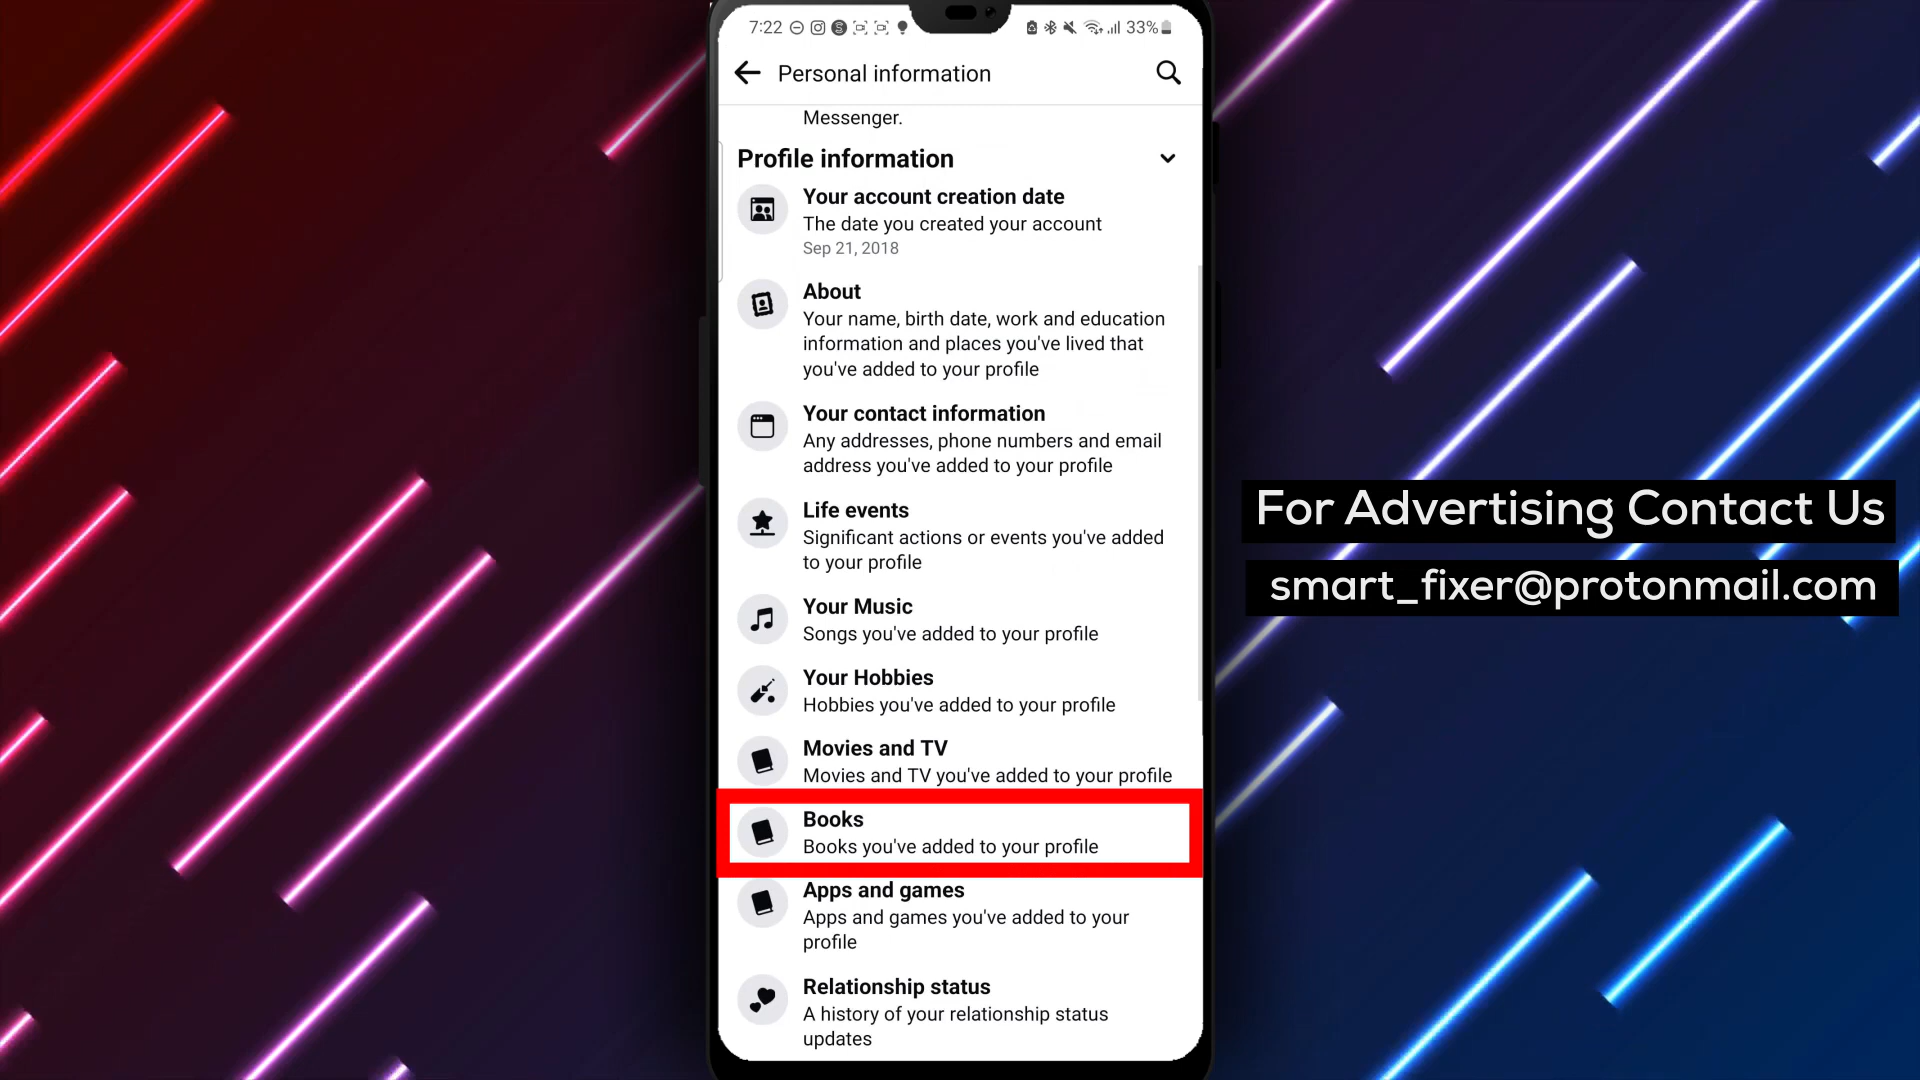 7:22
33%
Personal information
Messenger.
Profile information
Your account creation date
The date you created your account
Sep 21, 2018
About
Your name, birth date, work and education
information and places you've lived that
you've added to your profile
Your contact information
Any addresses, phone numbers and email
address you've added to your profile
Life events
Significant actions or events you've added
to your profile
Your Music
Songs you've added to your profile
Your Hobbies
Hobbies you've added to your profile
Movies and TV
Movies and TV you've added to your profile
Books
Books you've added to your profile
Apps and games
Apps and games you've added to your
profile
Relationship status
A history of your relationship status
updates
For Advertising Contact Us
smart_fixer@protonmail.com